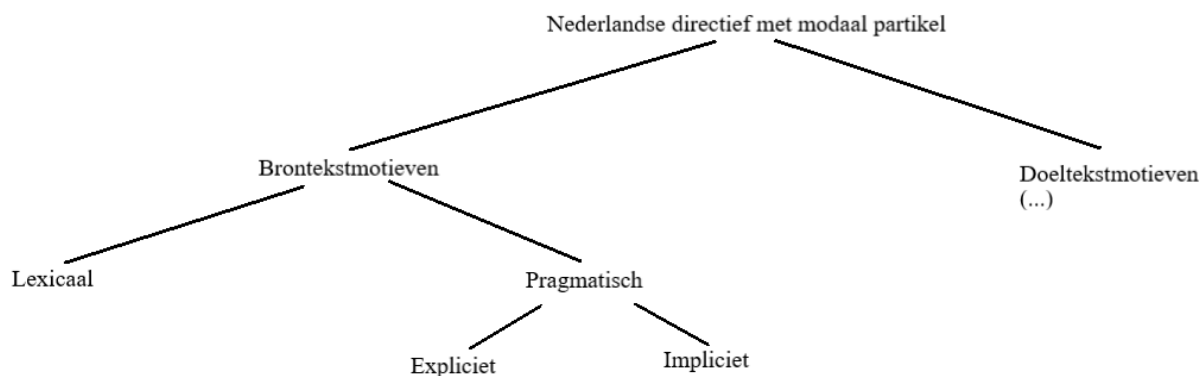 Nederlandse directief met modaal partikel
Brontekstmotieven
Doeltekstmotieven
(...)
Lexicaal
Pragmatisch
Expliciet
Impliciet